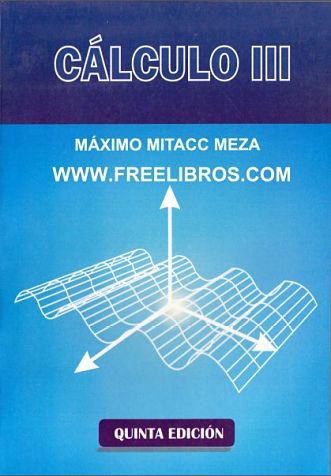 CÁLCULO III
MÁXIMO MITACC MEZA
WWW.FREELIBROS.COM
QUINTA EDICIÓN